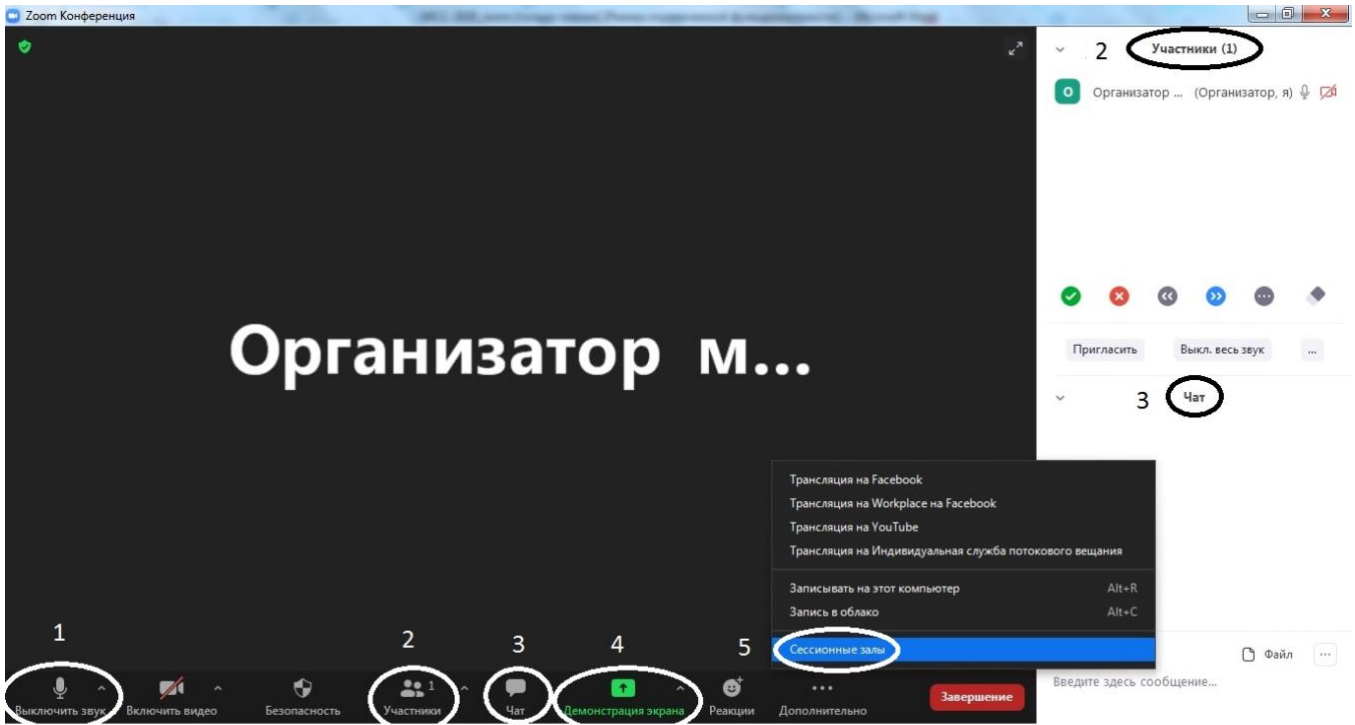 Zoom Конференция
2 Участники (1)
О Организатор ... (Организатор, я)
Организатор м...
Пригласить Выкл. весь звук ...
3 Чат
Трансляция на Facebook
Трансляция на Workplace на Facebook
Трансляция на YouTube
Трансляция на Индивидуальная служба потокового вещания
Записывать на этот компьютер Alt+R
Запись в облако Alt+C
Сессионные залы
1 2 3 4 5
Файл
Введите здесь сообщение...
1
Выключить звук Включить видео Безопасность Участники Чат Демонстрация экрана Реакции Дополнительно Завершение